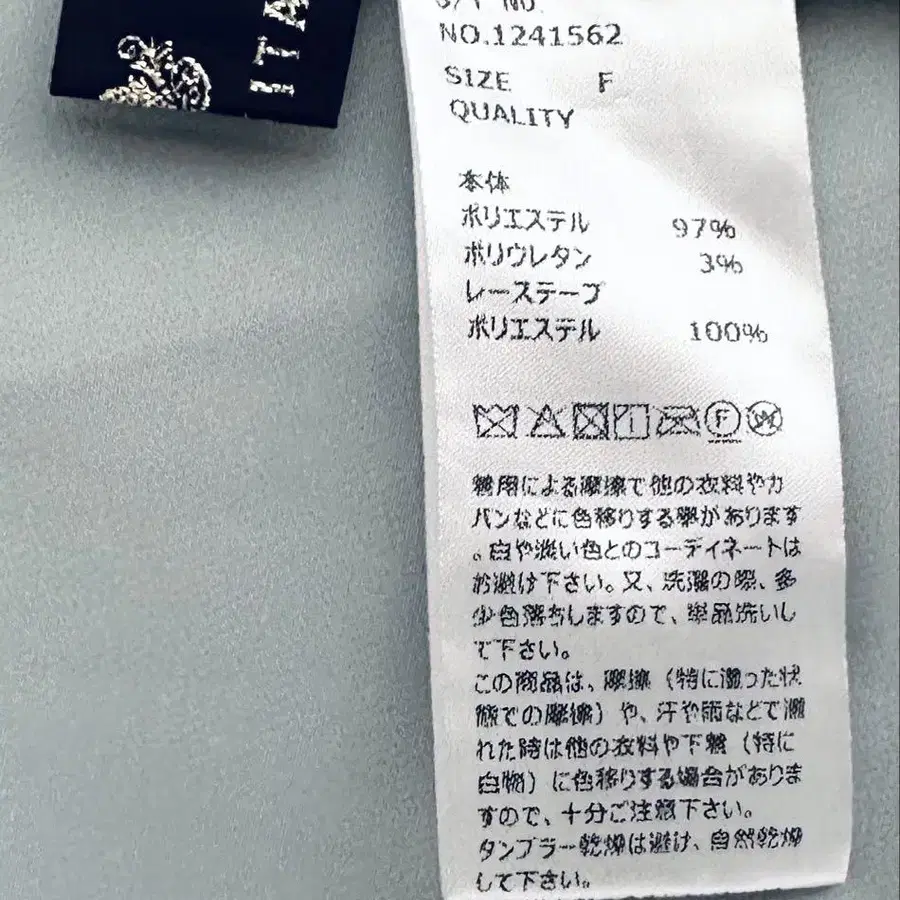 ITA
S/T NO.
NO.1241562
SIZE F
QUALITY
本体
ポリエステル 97%
ポリウレタン 3%
レーステープ
ポリエステル 100%
F
W
着用による摩擦で他の衣料やカ
バンなどに色移りする事があります
。白や淡い色とのコーディネートは
お避け下さい。又、洗濯の際、多
少色落ちしますので、単品洗いし
て下さい。
この商品は、摩擦（特に湿った状
態での摩擦）や、汗や雨などで濡
れた時は他の衣料や下着（特に
白物）に色移りする場合がありま
すので、十分ご注意下さい。
タンブラー乾燥は避け、自然乾燥
して下さい。